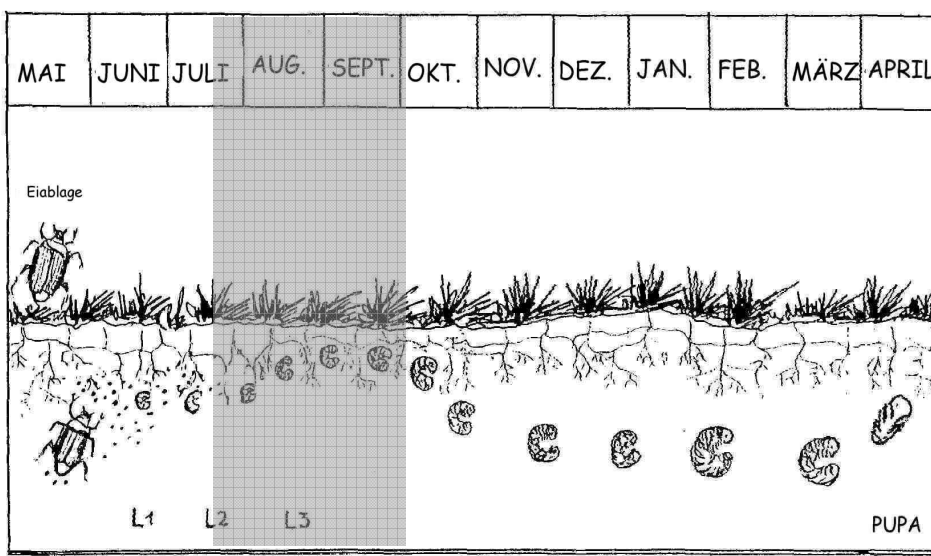 MAI JUNI JULI AUG. SEPT. OKT. NOV. DEZ. JAN. FEB. MÄRZ APRIL
Eiablage
L1 L2 L3
PUPA